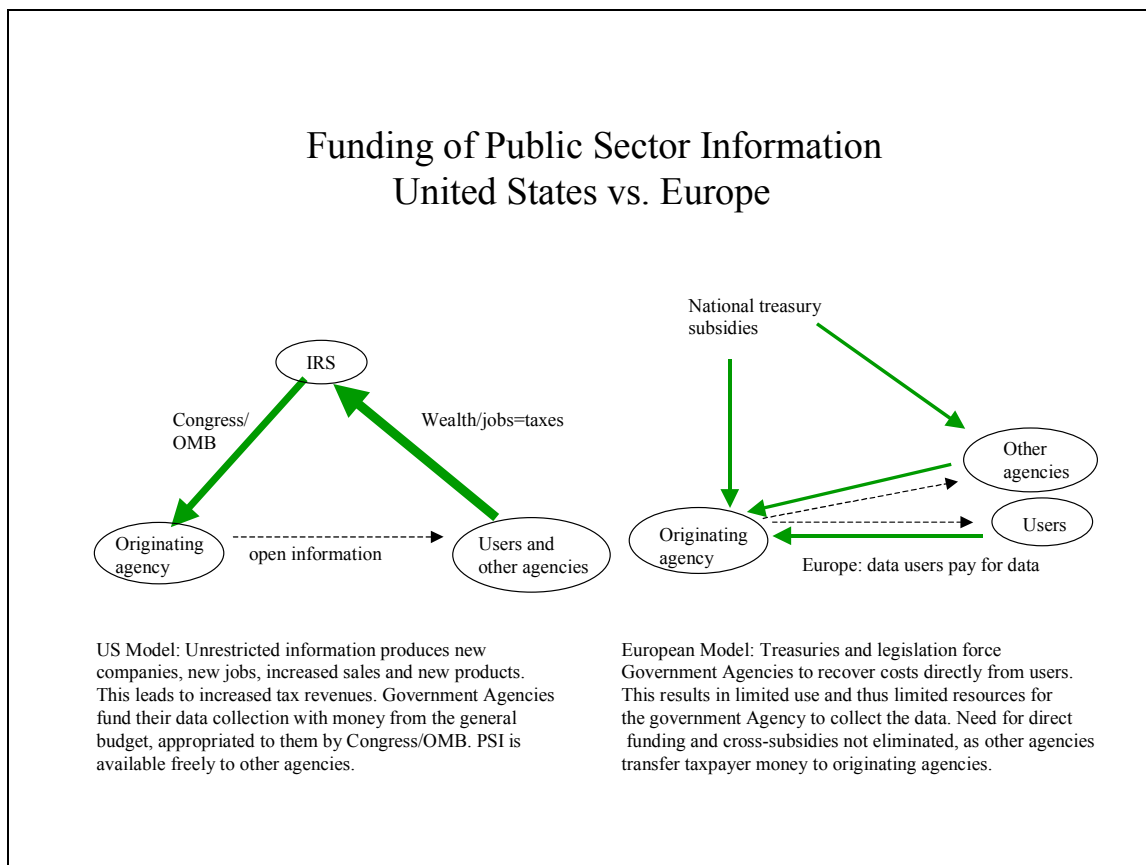 Funding of Public Sector Information
United States vs. Europe
IRS
Congress/
OMB
Wealth/jobs=taxes
Originating
agency
open information
Users and
other agencies
US Model: Unrestricted information produces new
companies, new jobs, increased sales and new products.
This leads to increased tax revenues. Government Agencies
fund their data collection with money from the general
budget, appropriated to them by Congress/OMB. PSI is
available freely to other agencies.
National treasury
subsidies
Other
agencies
Users
Originating
agency
Europe: data users pay for data
European Model: Treasuries and legislation force
Government Agencies to recover costs directly from users.
This results in limited use and thus limited resources for
the government Agency to collect the data. Need for direct
funding and cross-subsidies not eliminated, as other agencies
transfer taxpayer money to originating agencies.